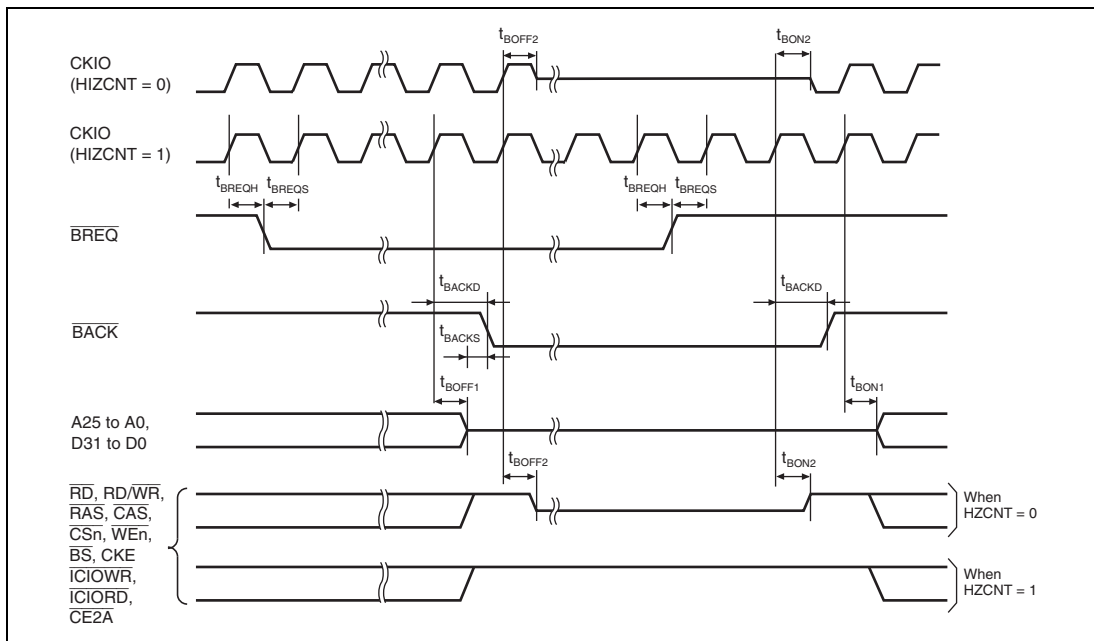 tBOFF2 tBON2
CKIO
(HIZCNT = 0)
CKIO
(HIZCNT = 1)
tBREQH tBREQS tBREQH tBREQS
BREQ
tBACKD tBACKD
BACK
tBACKS
tBOFF1 tBON1
A25 to A0,
D31 to D0
tBOFF2 tBON2
RD, RD/WR,
RAS, CAS,
CSn, WEn,
BS, CKE
ICIOWR,
ICIORD,
CE2A
When
HZCNT = 0
When
HZCNT = 1